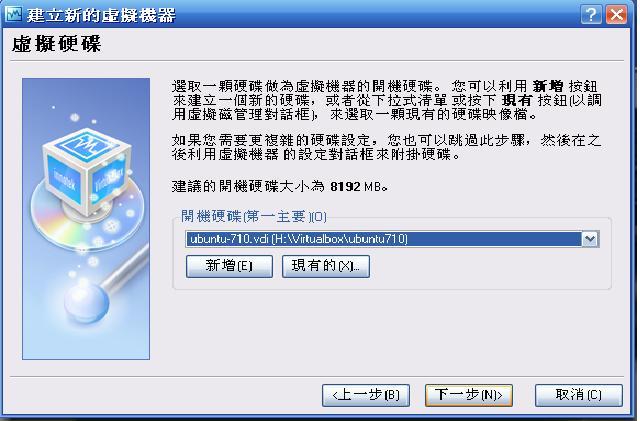 建立新的虛擬機器
虛擬硬碟
選取一顆硬碟做為虛擬機器的開機硬碟。您可以利用 新增 按鈕
來建立一個新的硬碟，或者從下拉式清單或按下 現有 按鈕(以調
用虛擬磁管理對話框)，來選取一顆現有的硬碟映像檔。
如果您需要更複雜的硬碟設定，您也可以跳過此步驟，然後在之
後利用虛擬機器的設定對話框來附掛硬碟。
建議的開機硬碟大小為 8192 MB。
開機硬碟(第一主要)(O)
ubuntu-710.vdi (H:\Virtualbox\ubuntu710)
新增(E)
現有的(X)...
innotek
VirtualBox
<上一步(B)
下一步(N)>
取消(C)